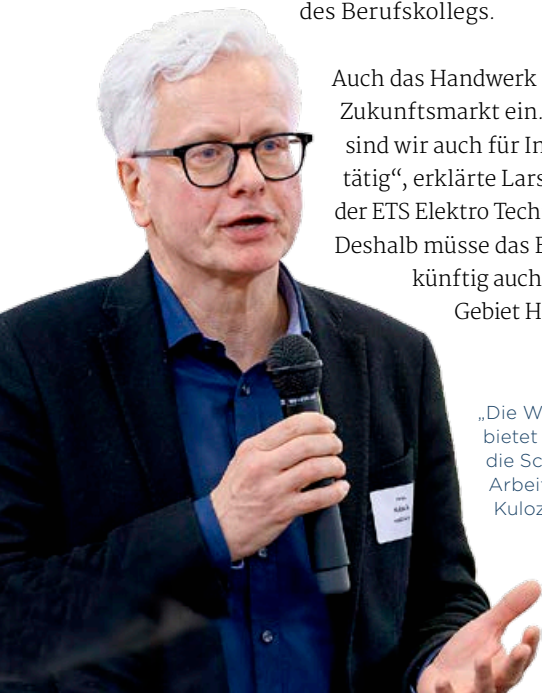 des Berufskollegs.
Auch das Handwerk
Zukunftsmarkt ein.
sind wir auch für In
tätig“, erklärte Lars
der ETS Elektro Tech
Deshalb müsse das B
künftig auch
Gebiet H
„Die W
bietet
die Sc
Arbeit
Kuloz